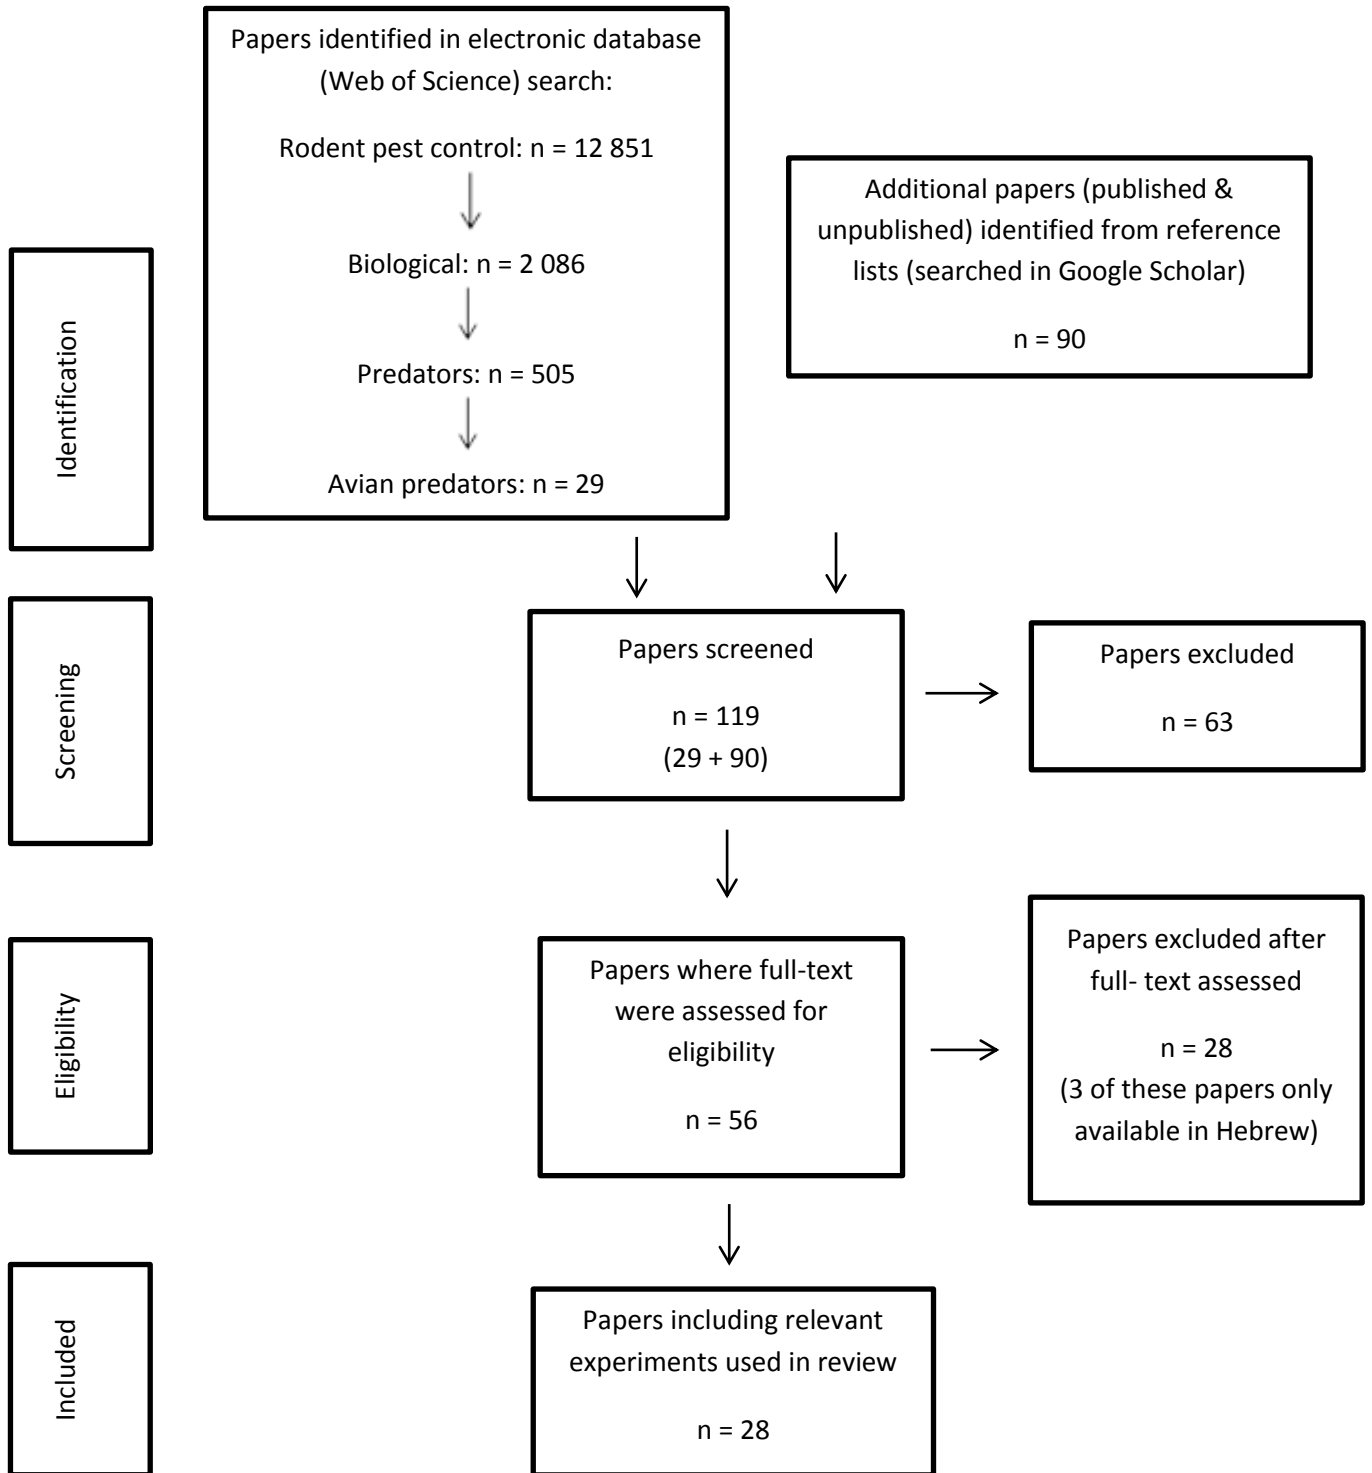 Papers identified in electronic database
(Web of Science) search:
Rodent pest control: n = 12 851
Biological: n = 2 086
Predators: n = 505
Avian predators: n = 29
Additional papers (published &
unpublished) identified from reference
lists (searched in Google Scholar)
n = 90
Identification
Papers screened
n = 119
(29 + 90)
Papers excluded
n = 63
Screening
Papers where full-text
were assessed for
eligibility
n = 56
Papers excluded after
full- text assessed
n = 28
(3 of these papers only
available in Hebrew)
Eligibility
Papers including relevant
experiments used in review
n = 28
Included